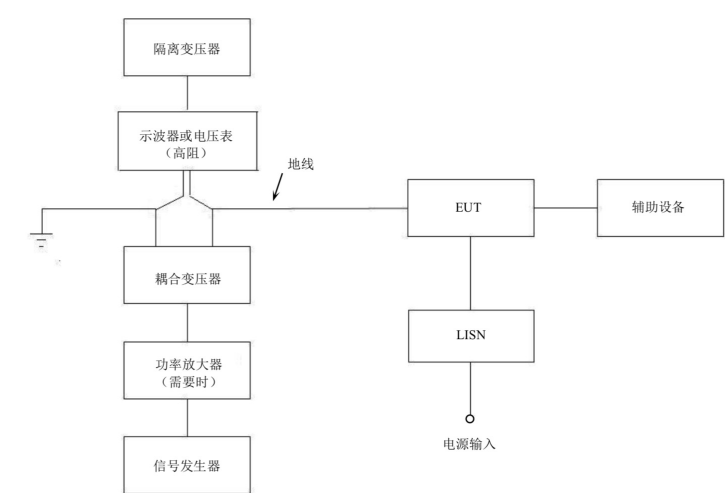 隔离变压器
示波器或电压表
（高阻）
地线
EUT
辅助设备
耦合变压器
LISN
功率放大器
（需要时）
电源输入
信号发生器